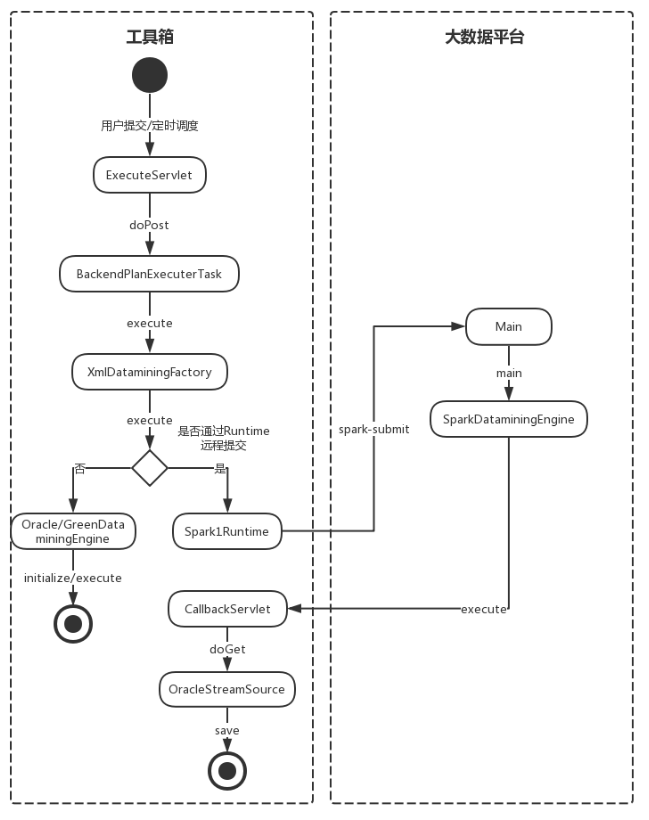 工具箱
大数据平台
用户提交/定时调度
ExecuteServlet
doPost
BackendPlanExecuterTask
execute
XmlDataminingFactory
execute
是否通过Runtime
远程提交
否
是
Oracle/GreenData
miningEngine
initialize/execute
Spark1Runtime
spark-submit
Main
main
SparkDataminingEngine
execute
CallbackServlet
doGet
OracleStreamSource
save